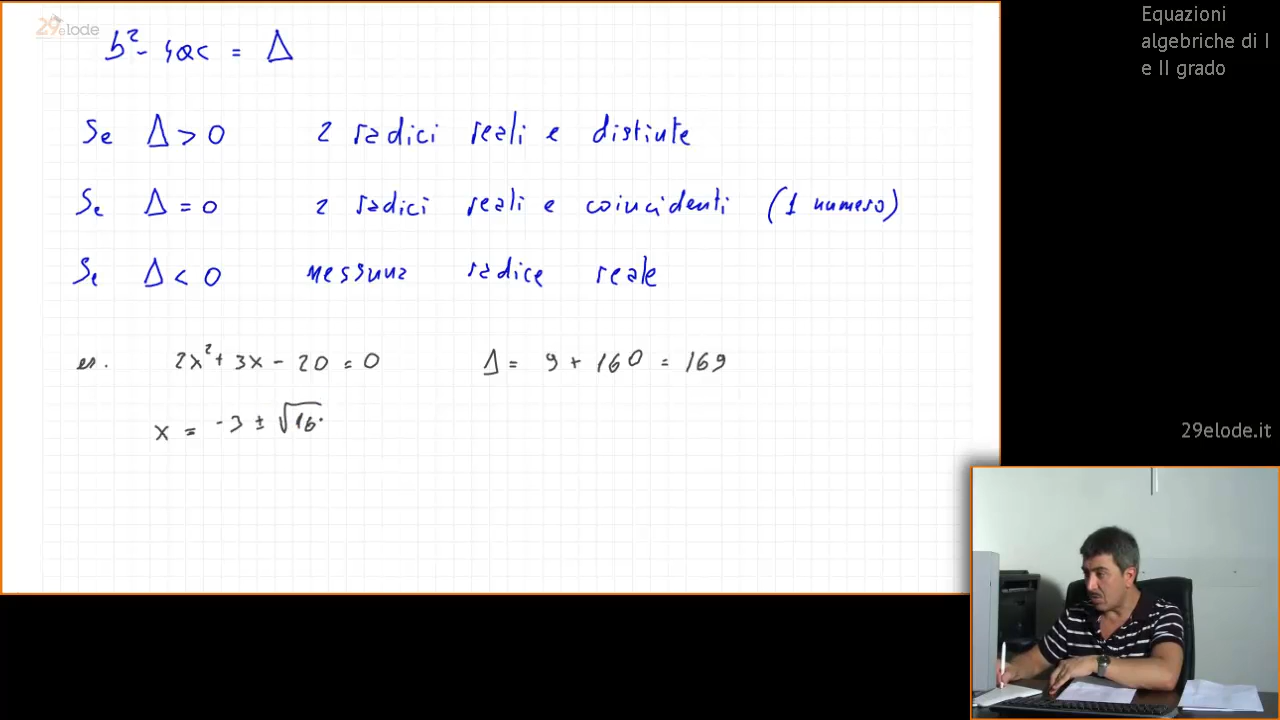 29elode
b² - 4ac = Δ
Se Δ > 0 2 radici reali e distinte
Se Δ = 0 2 radici reali e coincidenti (1 numero)
Se Δ < 0 nessuna radice reale
es. 2x² + 3x - 20 = 0 Δ = 9 + 160 = 169
x = -3 ± √16
Equazioni
algebriche di I
e II grado
29elode.it